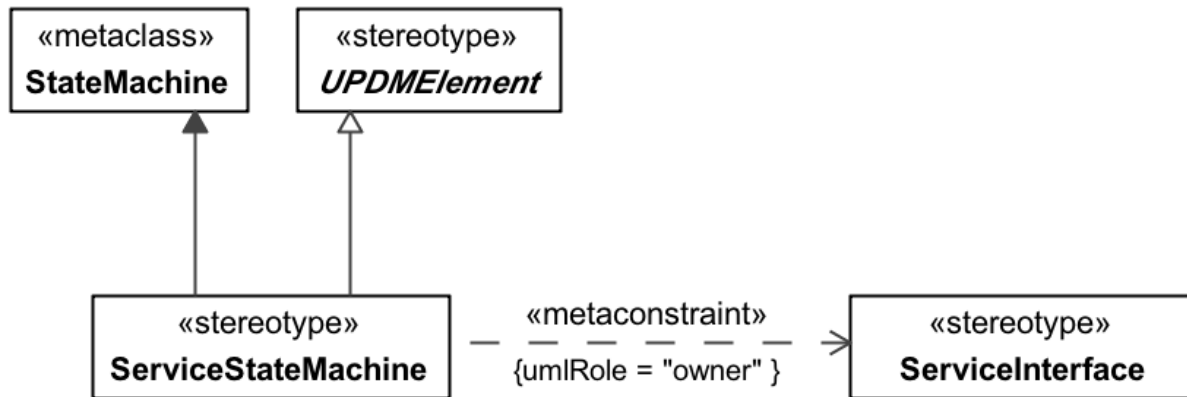 «metaclass»
StateMachine
«stereotype»
UPDMElement
«stereotype»
ServiceStateMachine
«metaconstraint»
{umlRole = "owner" }
«stereotype»
ServiceInterface